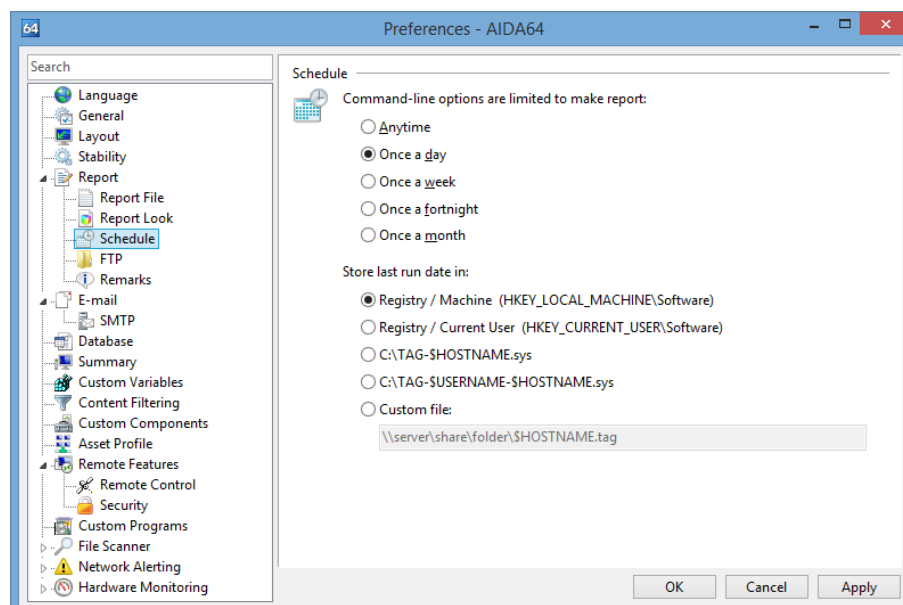 64
Preferences - AIDA64
Search
Language
General
Layout
Stability
Report
Report File
Report Look
Schedule
FTP
Remarks
E-mail
SMTP
Database
Summary
Custom Variables
Content Filtering
Custom Components
Asset Profile
Remote Features
Remote Control
Security
Custom Programs
File Scanner
Network Alerting
Hardware Monitoring
Schedule
Command-line options are limited to make report:
Anytime
Once a day
Once a week
Once a fortnight
Once a month
Store last run date in:
Registry / Machine (HKEY_LOCAL_MACHINE\Software)
Registry / Current User (HKEY_CURRENT_USER\Software)
C:\TAG-$HOSTNAME.sys
C:\TAG-$USERNAME-$HOSTNAME.sys
Custom file:
\\server\share\folder\$HOSTNAME.tag
OK Cancel Apply